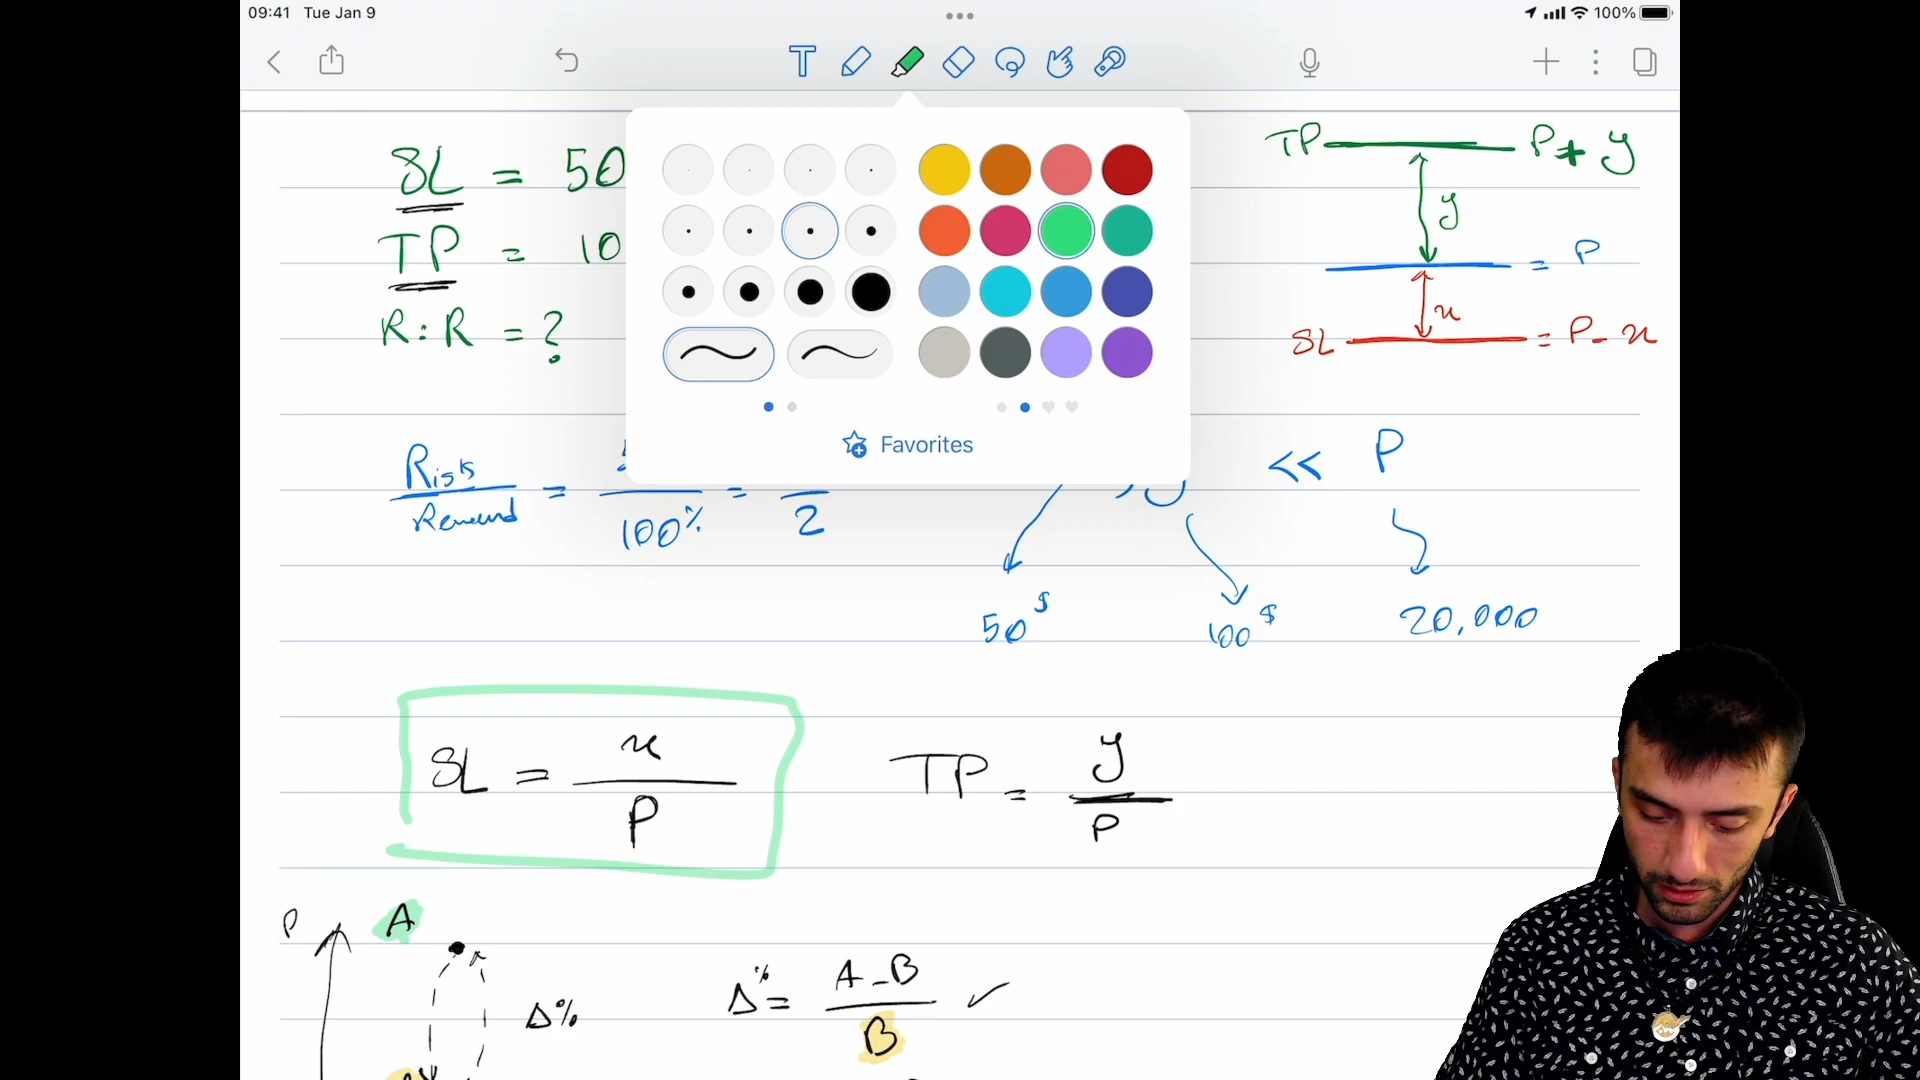 09:41 Tue Jan 9
100%
SL = 50
TP = 10
R:R = ?
TP P + y
y
= P
x
SL = P - x
Favorites
Risk
Reward
= 100% = 2
, y << P
50 $
100 $
20,000
SL = x
P
TP = y
P
P
A
Δ%
Δ% = A - B
B